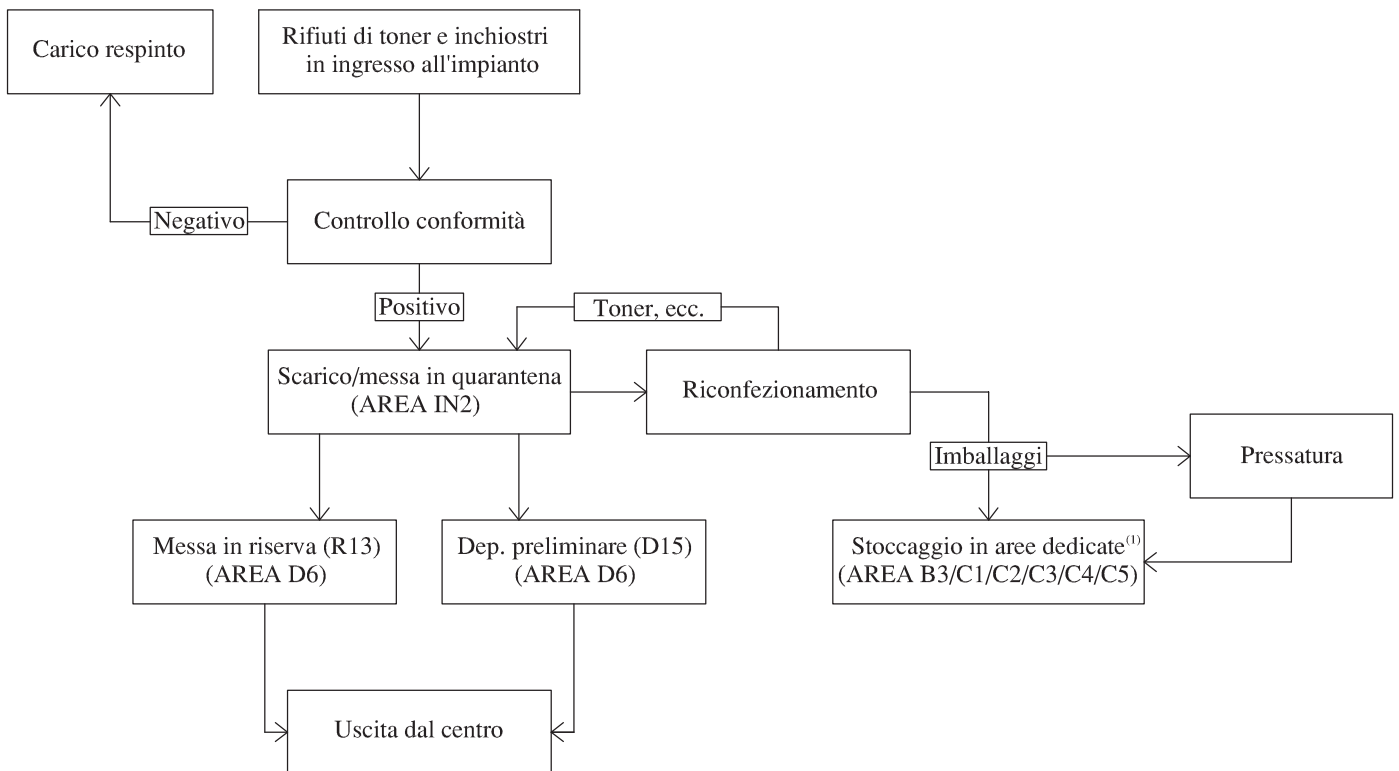 Carico respinto
Rifiuti di toner e inchiostri
in ingresso all'impianto
Negativo
Controllo conformità
Positivo
Toner, ecc.
Scarico/messa in quarantena
(AREA IN2)
Riconfezionamento
Imballaggi
Pressatura
Messa in riserva (R13)
(AREA D6)
Dep. preliminare (D15)
(AREA D6)
Stoccaggio in aree dedicate(1)
(AREA B3/C1/C2/C3/C4/C5)
Uscita dal centro